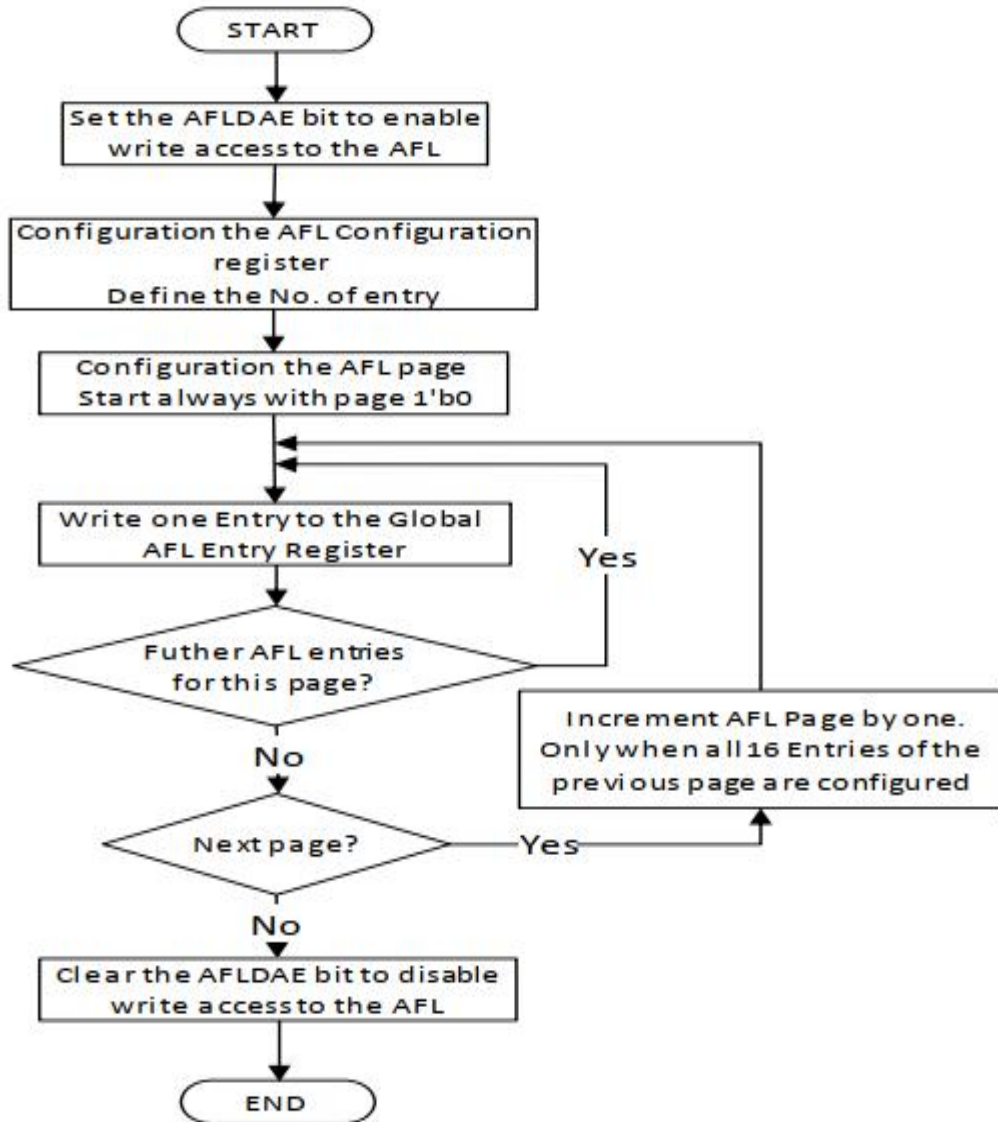 START
Set the AFLDAE bit to enable
write access to the AFL
Configuration the AFL Configuration
register
Define the No. of entry
Configuration the AFL page
Start always with page 1'b0
Write one Entry to the Global
AFL Entry Register
Yes
Futher AFL entries
for this page?
Increment AFL Page by one.
Only when all 16 Entries of the
previous page are configured
No
Next page?
Yes
No
Clear the AFLDAE bit to disable
write access to the AFL
END